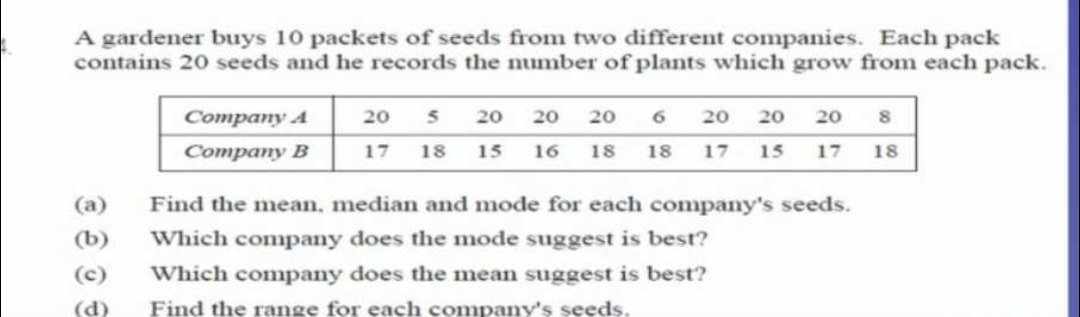 A gardener buys 10 packets of seeds from two different companies. Each pack
contains 20 seeds and he records the number of plants which grow from each pack.
Company A 20 5 20 20 20 6 20 20 20 8
Company B 17 18 15 16 18 18 17 15 17 18
(a) Find the mean, median and mode for each company's seeds.
(b) Which company does the mode suggest is best?
(c) Which company does the mean suggest is best?
(d) Find the range for each company's seeds.